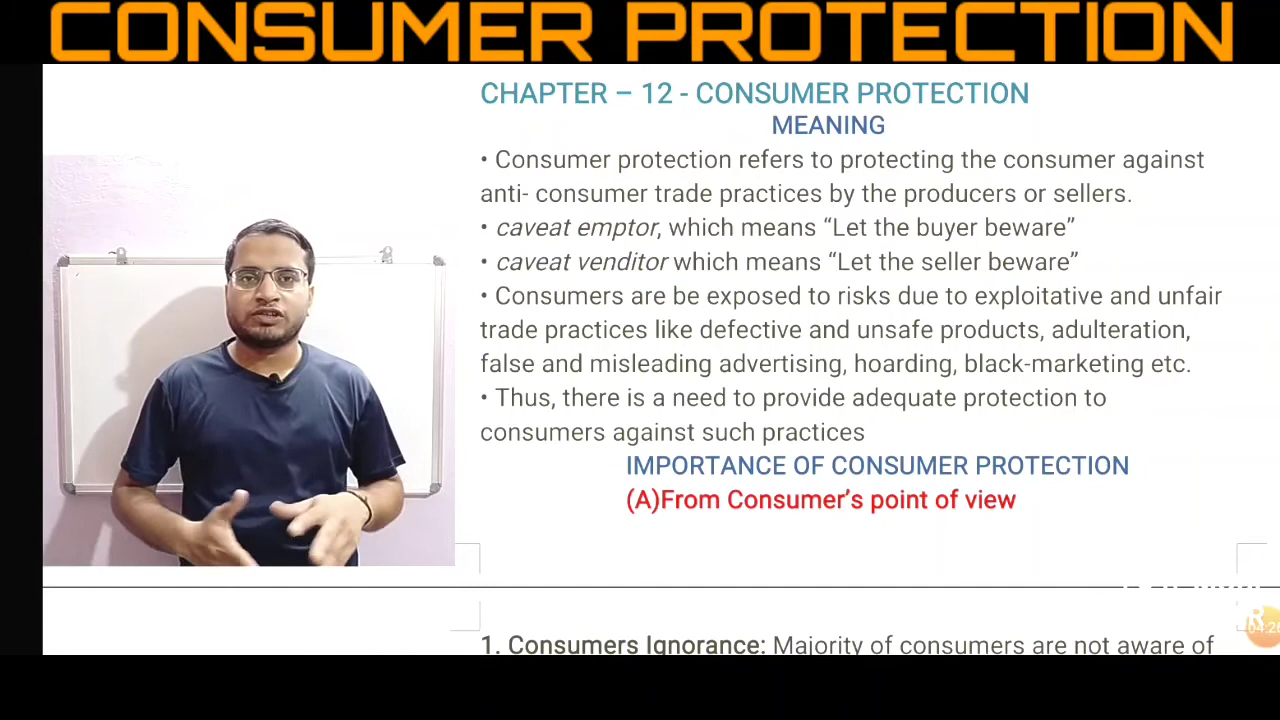 CONSUMER PROTECTION
CHAPTER – 12 - CONSUMER PROTECTION
MEANING
• Consumer protection refers to protecting the consumer against
anti- consumer trade practices by the producers or sellers.
• caveat emptor, which means “Let the buyer beware”
• caveat venditor which means “Let the seller beware”
• Consumers are be exposed to risks due to exploitative and unfair
trade practices like defective and unsafe products, adulteration,
false and misleading advertising, hoarding, black-marketing etc.
• Thus, there is a need to provide adequate protection to
consumers against such practices
IMPORTANCE OF CONSUMER PROTECTION
(A)From Consumer’s point of view
1. Consumers Ignorance: Majority of consumers are not aware of